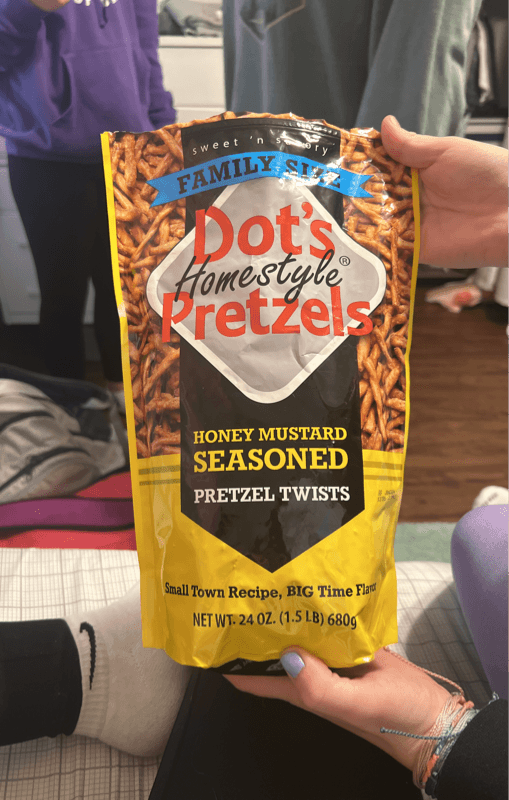 sweet 'n savory
FAMILY SIZE
Dot's
Homestyle®
Pretzels
HONEY MUSTARD
SEASONED
PRETZEL TWISTS
Small Town Recipe, BIG Time Flavor
NET WT. 24 OZ. (1.5 LB) 680g